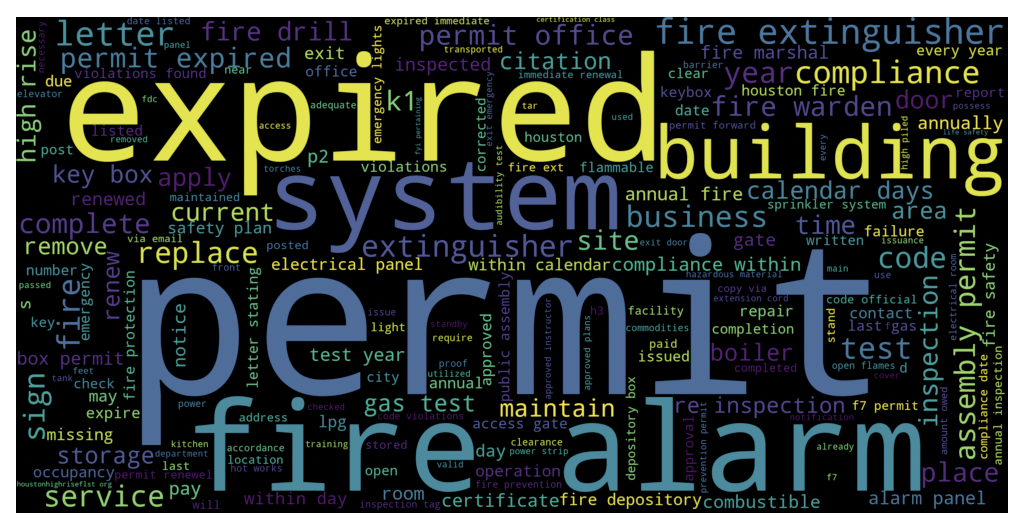 date listed
panel
letter
fire drill
expired immediate
certification class
permit office
fire extinguisher
necessary
permit expired
exit
transported
fire marshal
every year
high rise
violations found
near
office
inspected
citation
immediate renewal
barrier
clear
year
compliance
due
emergency lights
keybox
houston fire
elevator
fdc
adequate
k1
date
fire warden
door
report
expired
building
possess
listed
removed
access
fyi pertaining
corrected
houston
used
permit forward
annually
post
p2
violations
fire ext
flammable
every
high piled
life safety
key box
apply
torches
audibility test
exit emergency
system
annual fire
calendar days
renewed
maintained
current
sprinkler system
area
complete
safety plan
business
time
failure
issuance
via email
posted
extinguisher
site
exit door
gate
written
remove
replace
electrical panel
within calendar
compliance within
code
number
passed
front
hazardous material
main
use
s
emergency
renew
copy via
extension cord
code official
electrical room
assembly permit
fire safety
key
fire
issue
standby
h3
facility
repair
contact
permit
notice
letter stating
light
require
public assembly
approved
approved instructor
commodities
approved plans
completion
last
gas
stand
inspection
box permit
fire protection
test year
proof
paid
issued
boiler
test
feet
check
city
annual
utilized
completed
open flames
d
cover
tank
may
gas test
maintain
re inspection
f7 permit
compliance date
annual inspection
sign
expire
power
checked
lpg
access gate
depository box
approval
notification
amount owed
missing
address
code violations
day
clearance
power strip
prevention permit
already
storage
kitchen
accordance
training
stored
fire alarm
place
occupancy
last
department
location
open
valid
operation
fire prevention
permit renewel
hot works
room
f7
houstonhighriseflst org
service
pay
will
within day
inspection tag
certificate
fire depository
combustible
alarm panel